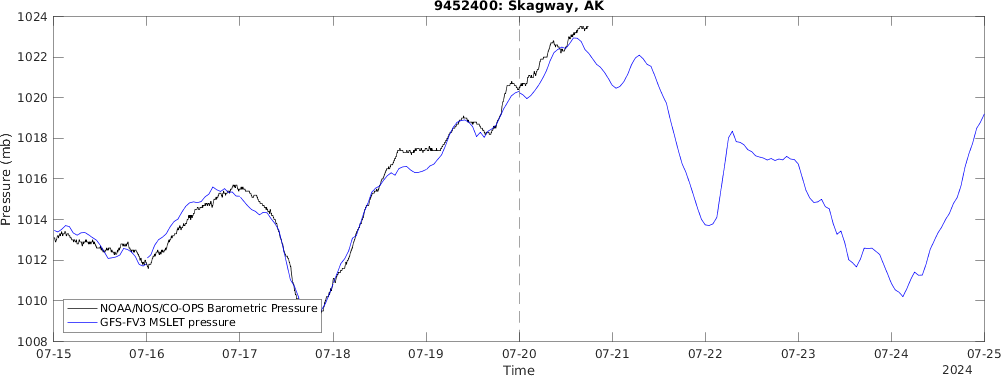 9452400: Skagway, AK
1024
1022
1020
1018
1016
1014
1012
1010
1008
Pressure (mb)
NOAA/NOS/CO-OPS Barometric Pressure
GFS-FV3 MSLET pressure
07-15 07-16 07-17 07-18 07-19 07-20 07-21 07-22 07-23 07-24 07-25
Time
2024